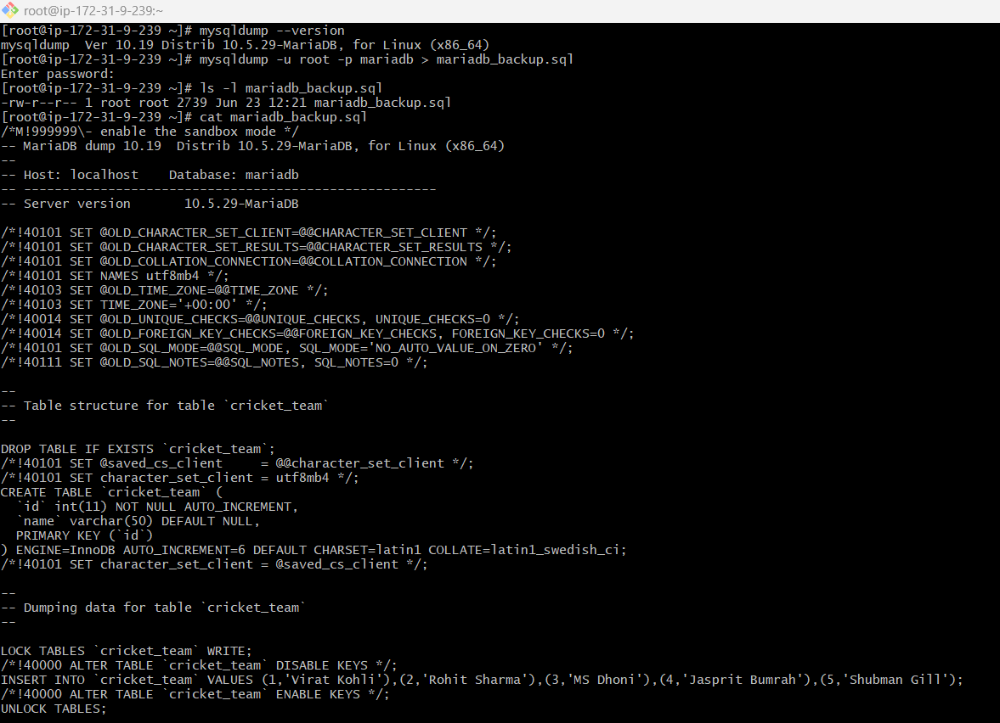 root@ip-172-31-9-239:~
[root@ip-172-31-9-239 ~]# mysqldump --version
mysqldump  Ver 10.19 Distrib 10.5.29-MariaDB, for Linux (x86_64)
[root@ip-172-31-9-239 ~]# mysqldump -u root -p mariadb > mariadb_backup.sql
Enter password:
[root@ip-172-31-9-239 ~]# ls -l mariadb_backup.sql
-rw-r--r-- 1 root root 2739 Jun 23 12:21 mariadb_backup.sql
[root@ip-172-31-9-239 ~]# cat mariadb_backup.sql
/*M!999999\- enable the sandbox mode */
-- MariaDB dump 10.19  Distrib 10.5.29-MariaDB, for Linux (x86_64)
--
-- Host: localhost    Database: mariadb
-- ------------------------------------------------------
-- Server version       10.5.29-MariaDB

/*!40101 SET @OLD_CHARACTER_SET_CLIENT=@@CHARACTER_SET_CLIENT */;
/*!40101 SET @OLD_CHARACTER_SET_RESULTS=@@CHARACTER_SET_RESULTS */;
/*!40101 SET @OLD_COLLATION_CONNECTION=@@COLLATION_CONNECTION */;
/*!40101 SET NAMES utf8mb4 */;
/*!40103 SET @OLD_TIME_ZONE=@@TIME_ZONE */;
/*!40103 SET TIME_ZONE='+00:00' */;
/*!40014 SET @OLD_UNIQUE_CHECKS=@@UNIQUE_CHECKS, UNIQUE_CHECKS=0 */;
/*!40014 SET @OLD_FOREIGN_KEY_CHECKS=@@FOREIGN_KEY_CHECKS, FOREIGN_KEY_CHECKS=0 */;
/*!40101 SET @OLD_SQL_MODE=@@SQL_MODE, SQL_MODE='NO_AUTO_VALUE_ON_ZERO' */;
/*!40111 SET @OLD_SQL_NOTES=@@SQL_NOTES, SQL_NOTES=0 */;

--
-- Table structure for table `cricket_team`
--

DROP TABLE IF EXISTS `cricket_team`;
/*!40101 SET @saved_cs_client     = @@character_set_client */;
/*!40101 SET character_set_client = utf8mb4 */;
CREATE TABLE `cricket_team` (
  `id` int(11) NOT NULL AUTO_INCREMENT,
  `name` varchar(50) DEFAULT NULL,
  PRIMARY KEY (`id`)
) ENGINE=InnoDB AUTO_INCREMENT=6 DEFAULT CHARSET=latin1 COLLATE=latin1_swedish_ci;
/*!40101 SET character_set_client = @saved_cs_client */;

--
-- Dumping data for table `cricket_team`
--

LOCK TABLES `cricket_team` WRITE;
/*!40000 ALTER TABLE `cricket_team` DISABLE KEYS */;
INSERT INTO `cricket_team` VALUES (1,'Virat Kohli'),(2,'Rohit Sharma'),(3,'MS Dhoni'),(4,'Jasprit Bumrah'),(5,'Shubman Gill');
/*!40000 ALTER TABLE `cricket_team` ENABLE KEYS */;
UNLOCK TABLES;